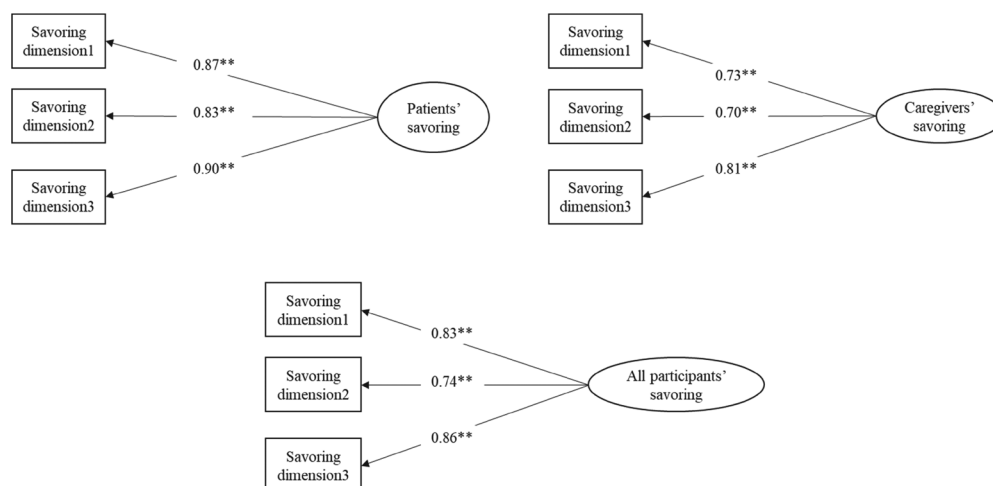 Savoring
dimension1
0.87**
Savoring
dimension2
0.83**
Patients’
savoring
0.90**
Savoring
dimension3
Savoring
dimension1
0.73**
Savoring
dimension2
0.70**
Caregivers’
savoring
0.81**
Savoring
dimension3
Savoring
dimension1
0.83**
Savoring
dimension2
0.74**
All participants’
savoring
0.86**
Savoring
dimension3